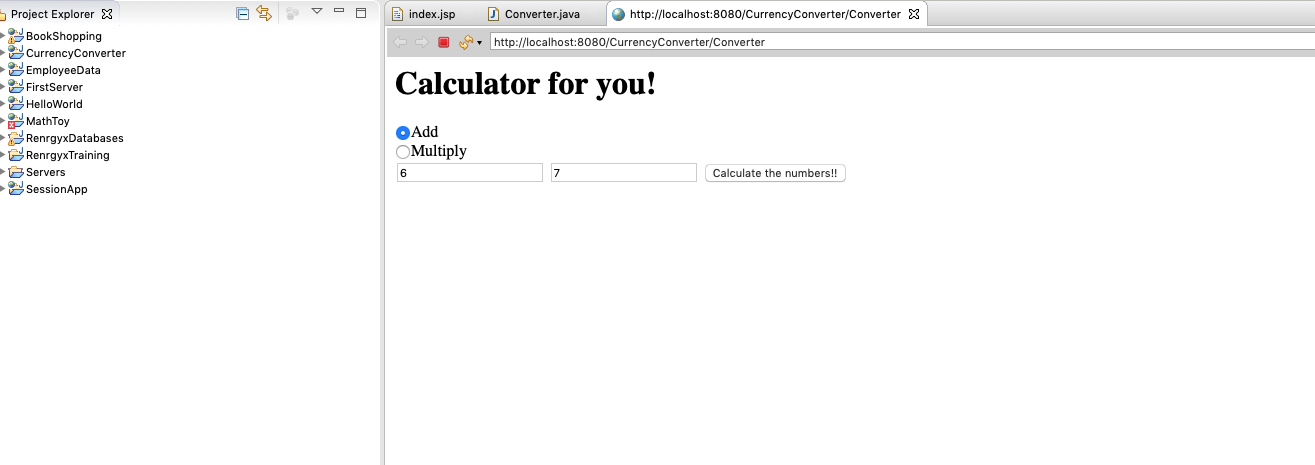 Project Explorer
BookShopping
CurrencyConverter
EmployeeData
FirstServer
HelloWorld
MathToy
RenrgyxDatabases
RenrgyxTraining
Servers
SessionApp
index.jsp
Converter.java
http://localhost:8080/CurrencyConverter/Converter
http://localhost:8080/CurrencyConverter/Converter
Calculator for you!
Add
Multiply
6 7 Calculate the numbers!!